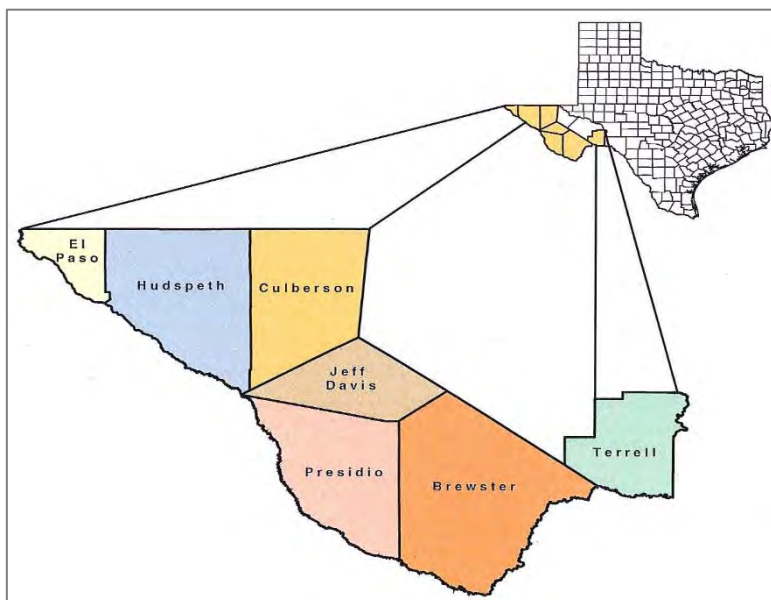 El
Paso
Hudspeth
Culberson
Jeff
Davis
Presidio
Brewster
Terrell